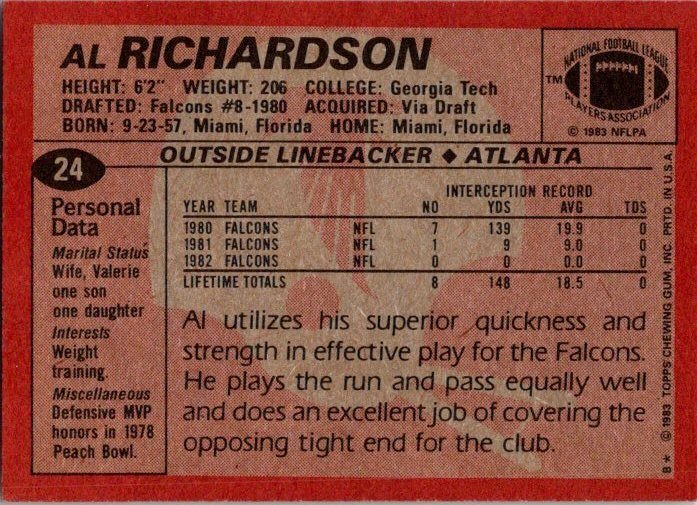 AL RICHARDSON
HEIGHT: 6'2" WEIGHT: 206 COLLEGE: Georgia Tech
DRAFTED: Falcons #8-1980 ACQUIRED: Via Draft
BORN: 9-23-57, Miami, Florida HOME: Miami, Florida
NATIONAL FOOTBALL LEAGUE
PLAYERS ASSOCIATION
TM
© 1983 NFLPA
24
OUTSIDE LINEBACKER ◆ ATLANTA
Personal
Data
Marital Status
Wife, Valerie
one son
one daughter
Interests
Weight
training.
Miscellaneous
Defensive MVP
honors in 1978
Peach Bowl.
INTERCEPTION RECORD
YEAR TEAM NO YDS AVG TDS
1980 FALCONS NFL 7 139 19.9 0
1981 FALCONS NFL 1 9 9.0 0
1982 FALCONS NFL 0 0 0.0 0
LIFETIME TOTALS 8 148 18.5 0
Al utilizes his superior quickness and
strength in effective play for the Falcons.
He plays the run and pass equally well
and does an excellent job of covering the
opposing tight end for the club.
B* © 1983 TOPPS CHEWING GUM, INC. PRTD. IN U.S.A.